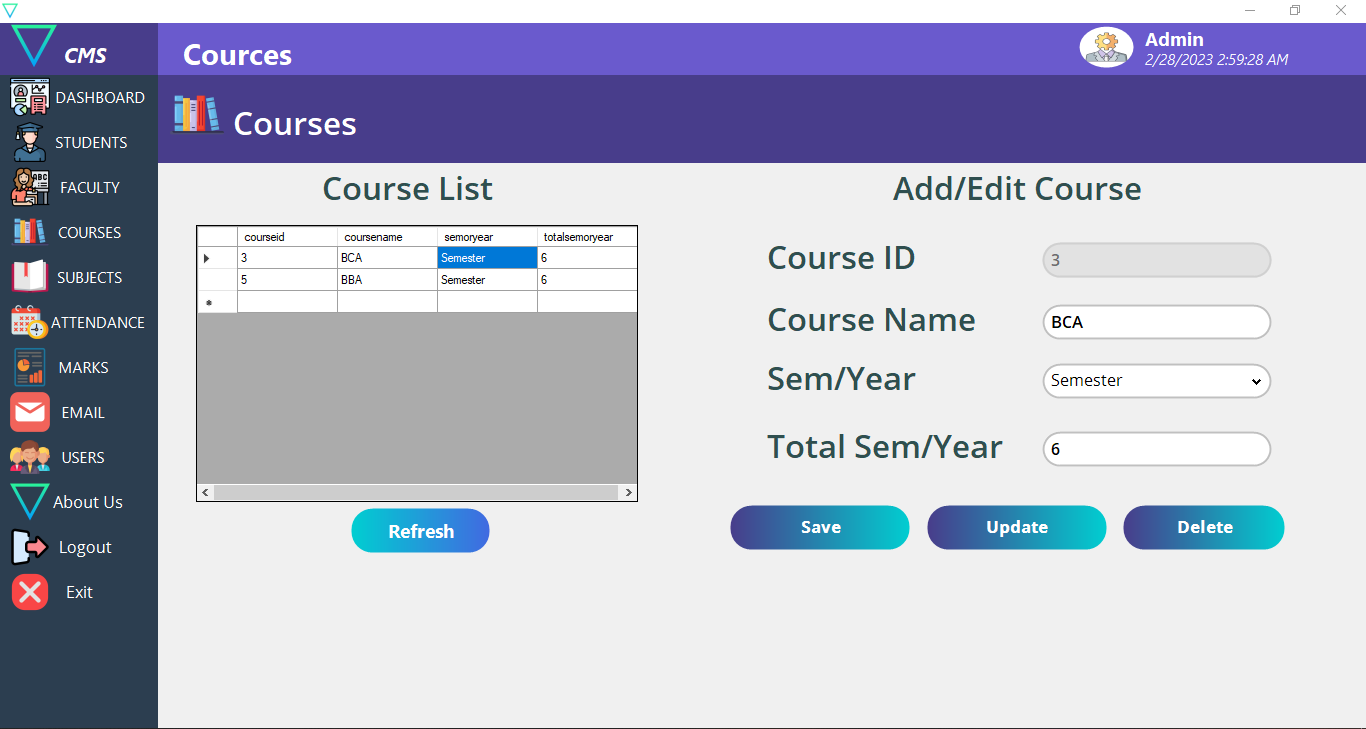 CMS
Cources
Admin
2/28/2023 2:59:28 AM
DASHBOARD
STUDENTS
FACULTY
COURSES
SUBJECTS
ATTENDANCE
MARKS
EMAIL
USERS
About Us
Logout
Exit
Courses
Course List
courseid coursename semoryear totalsemoryear
3 BCA Semester 6
5 BBA Semester 6
Refresh
Add/Edit Course
Course ID 3
Course Name BCA
Sem/Year Semester
Total Sem/Year 6
Save Update Delete